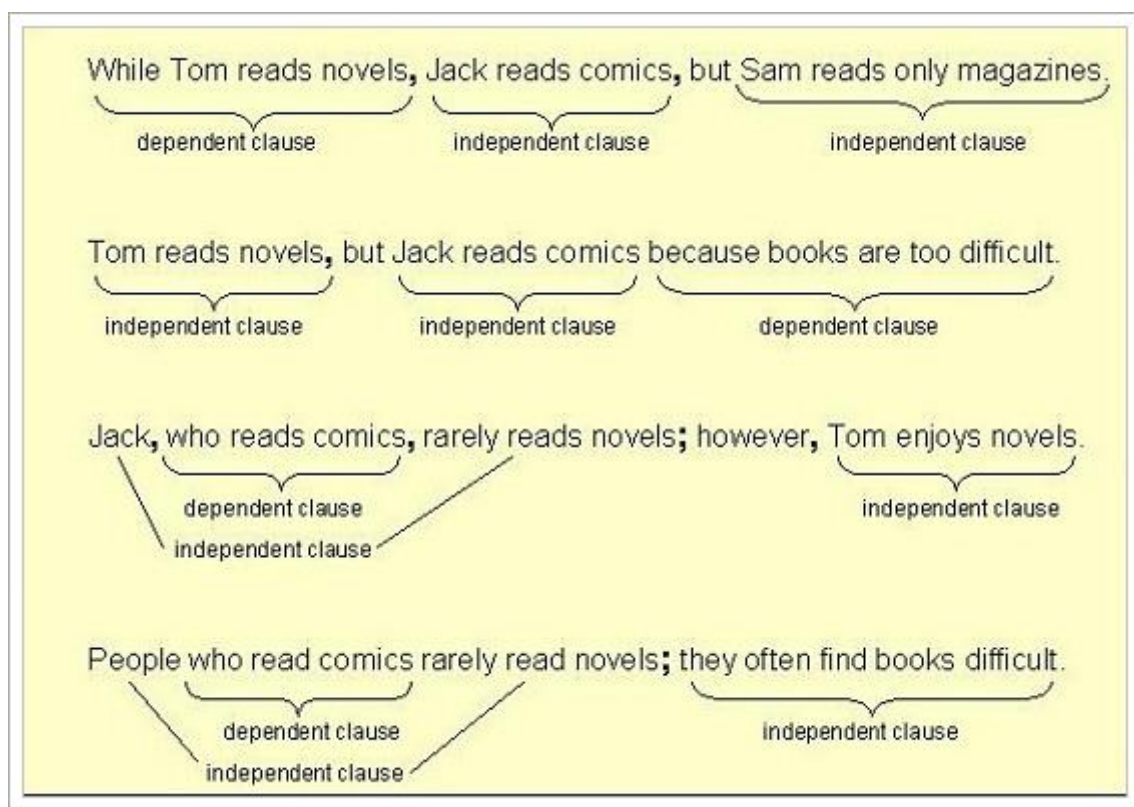 While Tom reads novels, Jack reads comics, but Sam reads only magazines.
dependent clause independent clause independent clause
Tom reads novels, but Jack reads comics because books are too difficult.
independent clause independent clause dependent clause
Jack, who reads comics, rarely reads novels; however, Tom enjoys novels.
dependent clause independent clause
independent clause
People who read comics rarely read novels; they often find books difficult.
dependent clause independent clause
independent clause